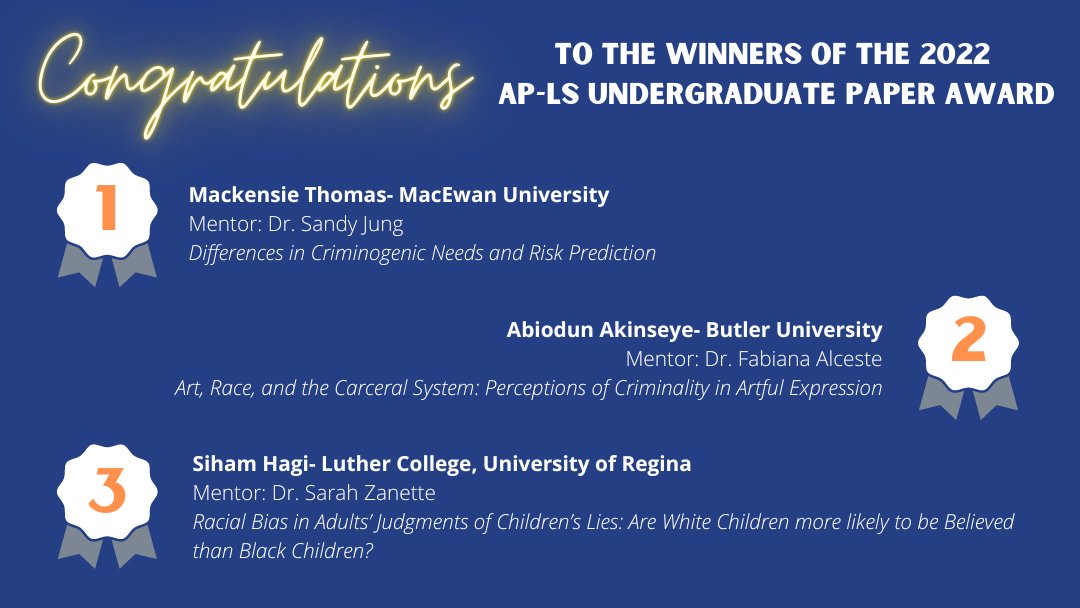 Congratulations
TO THE WINNERS OF THE 2022
AP-LS UNDERGRADUATE PAPER AWARD
1
Mackensie Thomas- MacEwan University
Mentor: Dr. Sandy Jung
Differences in Criminogenic Needs and Risk Prediction
2
Abiodun Akinseye- Butler University
Mentor: Dr. Fabiana Alceste
Art, Race, and the Carceral System: Perceptions of Criminality in Artful Expression
3
Siham Hagi- Luther College, University of Regina
Mentor: Dr. Sarah Zanette
Racial Bias in Adults’ Judgments of Children’s Lies: Are White Children more likely to be Believed
than Black Children?